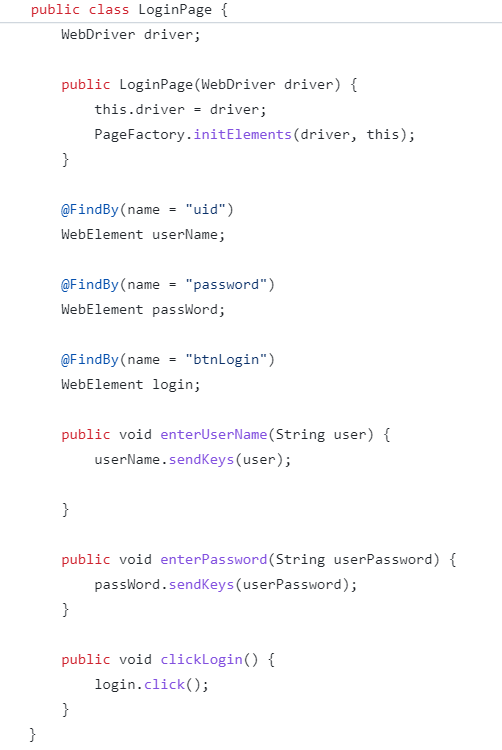 public class LoginPage {
    WebDriver driver;

    public LoginPage(WebDriver driver) {
        this.driver = driver;
        PageFactory.initElements(driver, this);
    }

    @FindBy(name = "uid")
    WebElement userName;

    @FindBy(name = "password")
    WebElement passWord;

    @FindBy(name = "btnLogin")
    WebElement login;

    public void enterUserName(String user) {
        userName.sendKeys(user);

    }

    public void enterPassword(String userPassword) {
        passWord.sendKeys(userPassword);
    }

    public void clickLogin() {
        login.click();
    }
}